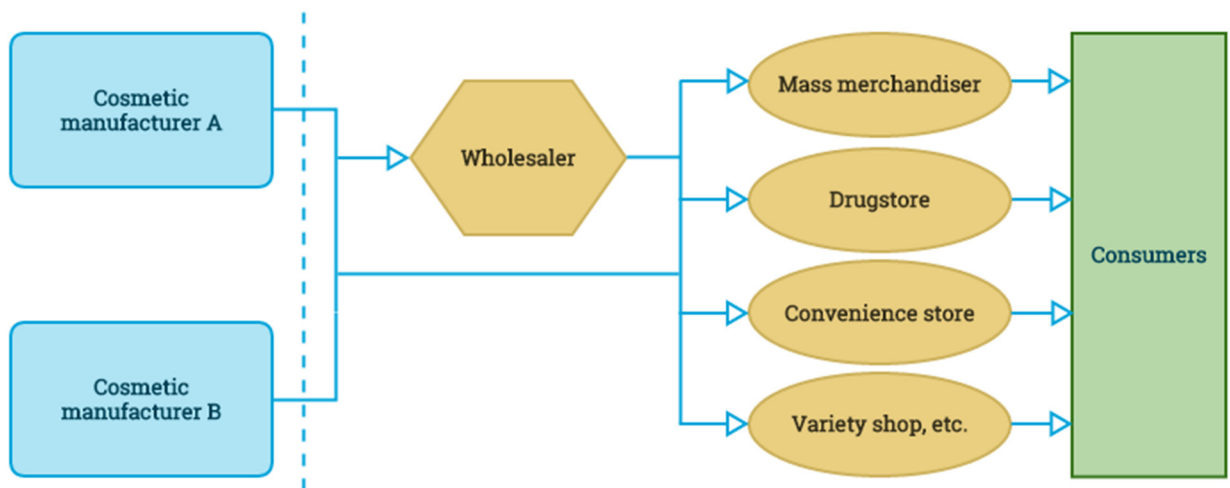 Cosmetic
manufacturer A
Wholesaler
Mass merchandiser
Drugstore
Convenience store
Variety shop, etc.
Consumers
Cosmetic
manufacturer B